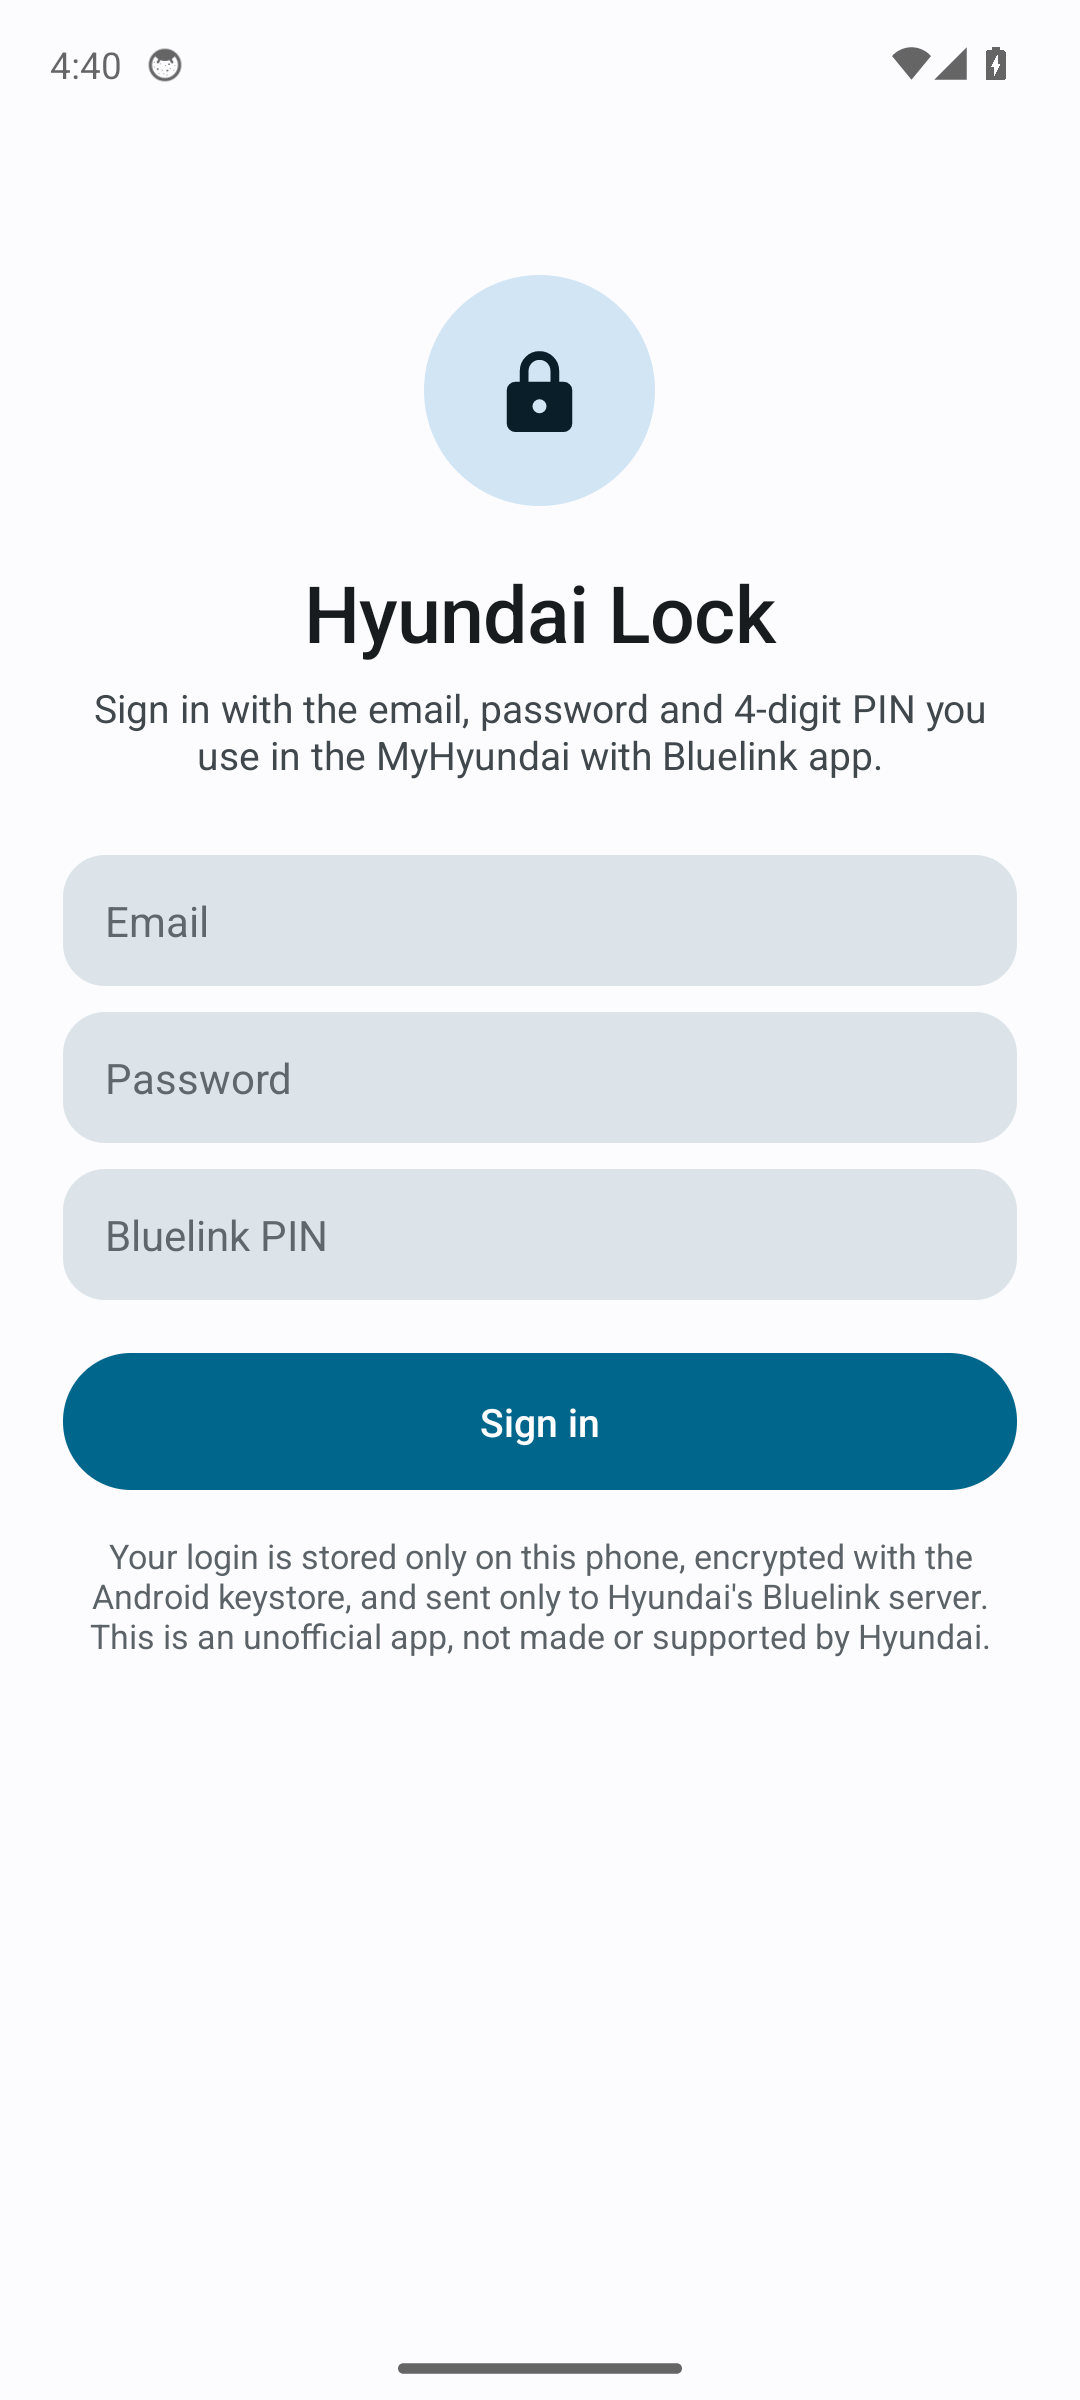 4:40
Hyundai Lock
Sign in with the email, password and 4-digit PIN you
use in the MyHyundai with Bluelink app.
Email
Password
Bluelink PIN
Sign in
Your login is stored only on this phone, encrypted with the
Android keystore, and sent only to Hyundai's Bluelink server.
This is an unofficial app, not made or supported by Hyundai.